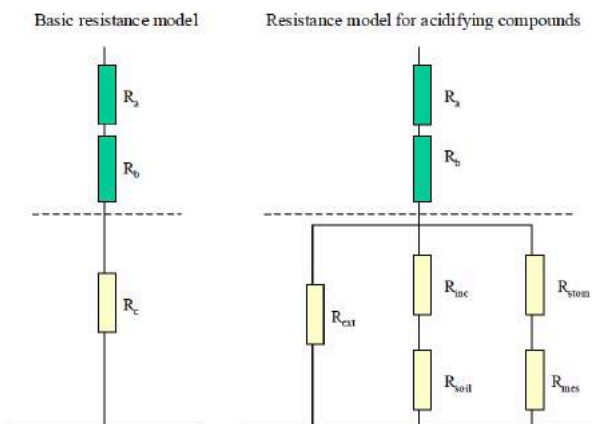 Basic resistance model
Resistance model for acidifying compounds
Ra
Ra
Rb
Rb
Rc
Rext
Rinc
Rstom
Rsoil
Rmes